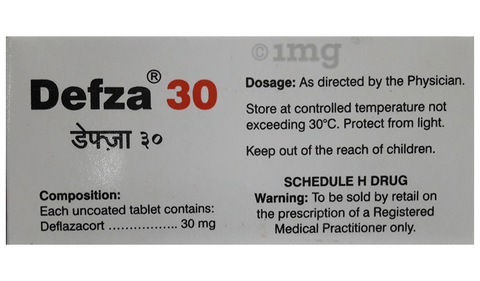 ©1mg
Defza® 30
डेफ्ज़ा ३०
Composition:
Each uncoated tablet contains:
Deflazacort ................. 30 mg
Dosage: As directed by the Physician.
Store at controlled temperature not
exceeding 30°C. Protect from light.
Keep out of the reach of children.
SCHEDULE H DRUG
Warning: To be sold by retail on
the prescription of a Registered
Medical Practitioner only.